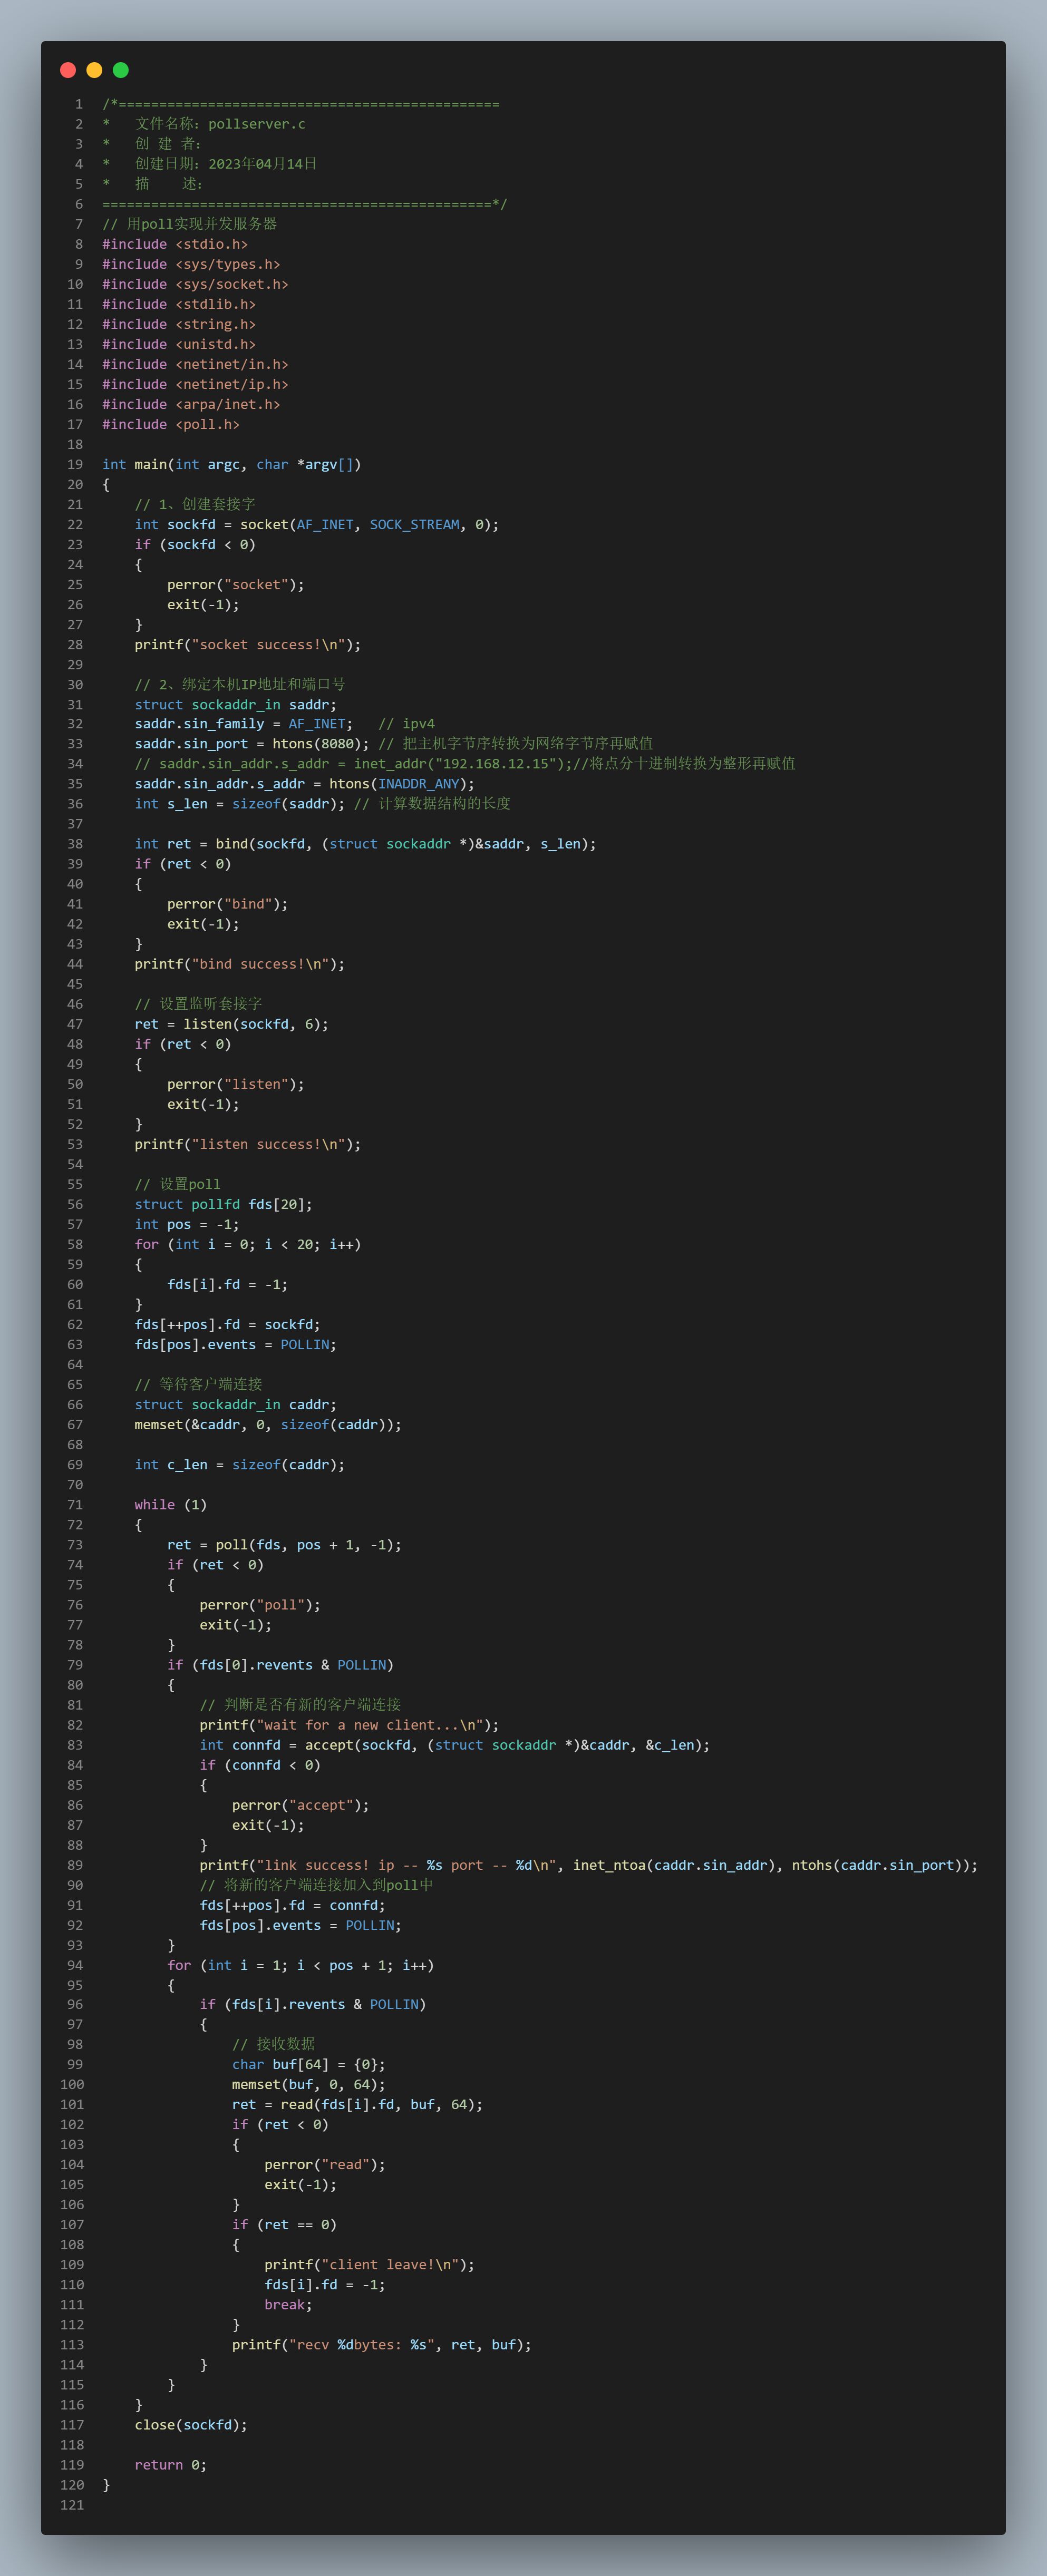 1 /*===============================================
2 *   文件名称：pollserver.c
3 *   创 建 者：
4 *   创建日期：2023年04月14日
5 *   描    述：
6 ================================================*/
7 // 用poll实现并发服务器
8 #include <stdio.h>
9 #include <sys/types.h>
10 #include <sys/socket.h>
11 #include <stdlib.h>
12 #include <string.h>
13 #include <unistd.h>
14 #include <netinet/in.h>
15 #include <netinet/ip.h>
16 #include <arpa/inet.h>
17 #include <poll.h>
18
19 int main(int argc, char *argv[])
20 {
21     // 1、创建套接字
22     int sockfd = socket(AF_INET, SOCK_STREAM, 0);
23     if (sockfd < 0)
24     {
25         perror("socket");
26         exit(-1);
27     }
28     printf("socket success!\n");
29
30     // 2、绑定本机IP地址和端口号
31     struct sockaddr_in saddr;
32     saddr.sin_family = AF_INET;   // ipv4
33     saddr.sin_port = htons(8080); // 把主机字节序转换为网络字节序再赋值
34     // saddr.sin_addr.s_addr = inet_addr("192.168.12.15");//将点分十进制转换为整形再赋值
35     saddr.sin_addr.s_addr = htons(INADDR_ANY);
36     int s_len = sizeof(saddr); // 计算数据结构的长度
37
38     int ret = bind(sockfd, (struct sockaddr *)&saddr, s_len);
39     if (ret < 0)
40     {
41         perror("bind");
42         exit(-1);
43     }
44     printf("bind success!\n");
45
46     // 设置监听套接字
47     ret = listen(sockfd, 6);
48     if (ret < 0)
49     {
50         perror("listen");
51         exit(-1);
52     }
53     printf("listen success!\n");
54
55     // 设置poll
56     struct pollfd fds[20];
57     int pos = -1;
58     for (int i = 0; i < 20; i++)
59     {
60         fds[i].fd = -1;
61     }
62     fds[++pos].fd = sockfd;
63     fds[pos].events = POLLIN;
64
65     // 等待客户端连接
66     struct sockaddr_in caddr;
67     memset(&caddr, 0, sizeof(caddr));
68
69     int c_len = sizeof(caddr);
70
71     while (1)
72     {
73         ret = poll(fds, pos + 1, -1);
74         if (ret < 0)
75         {
76             perror("poll");
77             exit(-1);
78         }
79         if (fds[0].revents & POLLIN)
80         {
81             // 判断是否有新的客户端连接
82             printf("wait for a new client...\n");
83             int connfd = accept(sockfd, (struct sockaddr *)&caddr, &c_len);
84             if (connfd < 0)
85             {
86                 perror("accept");
87                 exit(-1);
88             }
89             printf("link success! ip -- %s port -- %d\n", inet_ntoa(caddr.sin_addr), ntohs(caddr.sin_port));
90             // 将新的客户端连接加入到poll中
91             fds[++pos].fd = connfd;
92             fds[pos].events = POLLIN;
93         }
94         for (int i = 1; i < pos + 1; i++)
95         {
96             if (fds[i].revents & POLLIN)
97             {
98                 // 接收数据
99                 char buf[64] = {0};
100                 memset(buf, 0, 64);
101                 ret = read(fds[i].fd, buf, 64);
102                 if (ret < 0)
103                 {
104                     perror("read");
105                     exit(-1);
106                 }
107                 if (ret == 0)
108                 {
109                     printf("client leave!\n");
110                     fds[i].fd = -1;
111                     break;
112                 }
113                 printf("recv %dbytes: %s", ret, buf);
114             }
115         }
116     }
117     close(sockfd);
118
119     return 0;
120 }
121